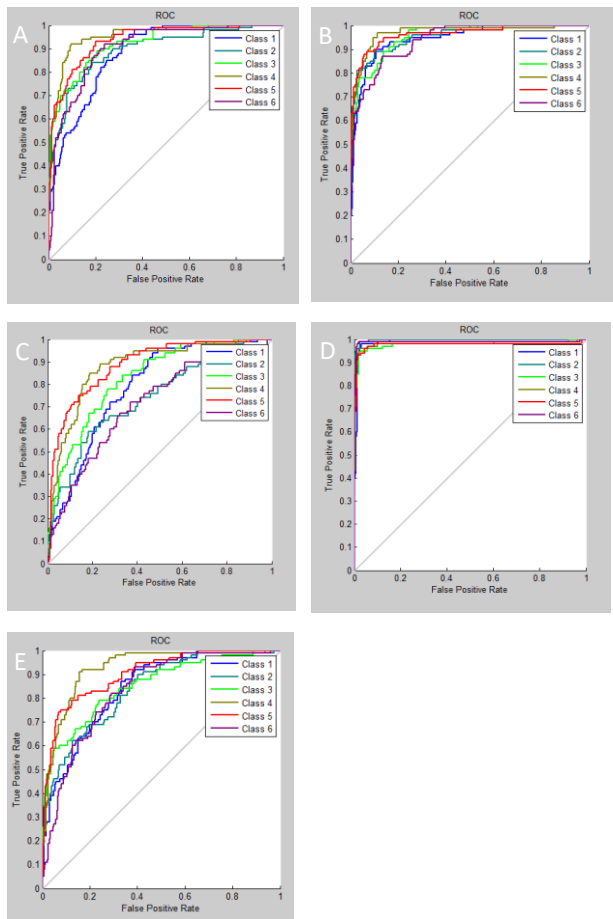 A
ROC
True Positive Rate
1
0.9
0.8
0.7
0.6
0.5
0.4
0.3
0.2
0.1
0
0
0.2
0.4
0.6
0.8
1
False Positive Rate
Class 1
Class 2
Class 3
Class 4
Class 5
Class 6
B
ROC
True Positive Rate
1
0.9
0.8
0.7
0.6
0.5
0.4
0.3
0.2
0.1
0
0
0.2
0.4
0.6
0.8
1
False Positive Rate
Class 1
Class 2
Class 3
Class 4
Class 5
Class 6
C
ROC
True Positive Rate
1
0.9
0.8
0.7
0.6
0.5
0.4
0.3
0.2
0.1
0
0
0.2
0.4
0.6
0.8
1
False Positive Rate
Class 1
Class 2
Class 3
Class 4
Class 5
Class 6
D
ROC
True Positive Rate
1
0.9
0.8
0.7
0.6
0.5
0.4
0.3
0.2
0.1
0
0
0.2
0.4
0.6
0.8
1
False Positive Rate
Class 1
Class 2
Class 3
Class 4
Class 5
Class 6
E
ROC
True Positive Rate
1
0.9
0.8
0.7
0.6
0.5
0.4
0.3
0.2
0.1
0
0
0.2
0.4
0.6
0.8
1
False Positive Rate
Class 1
Class 2
Class 3
Class 4
Class 5
Class 6